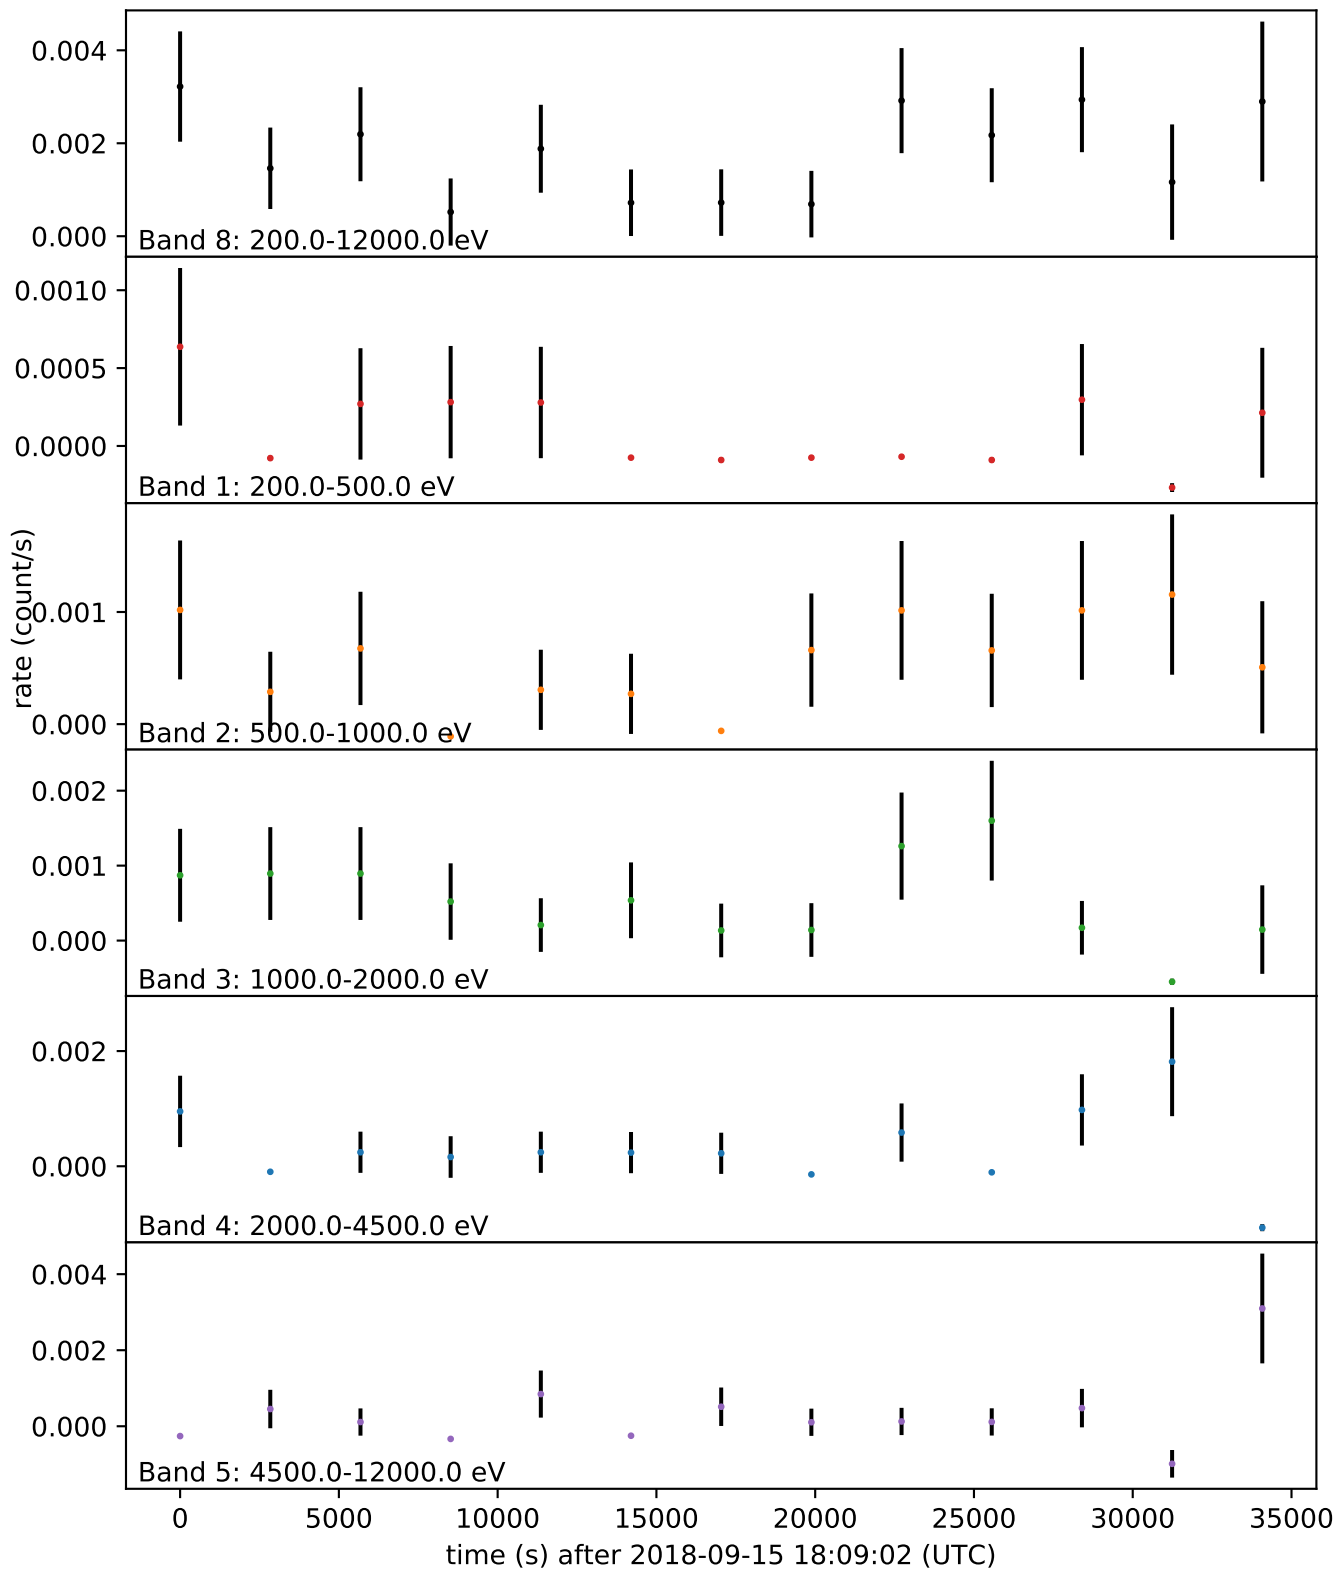 0.004
0.002
0.000
Band 8: 200.0-12000.0 eV
0.0010
0.0005
0.0000
Band 1: 200.0-500.0 eV
rate (count/s)
0.001
0.000
Band 2: 500.0-1000.0 eV
0.002
0.001
0.000
Band 3: 1000.0-2000.0 eV
0.002
0.000
Band 4: 2000.0-4500.0 eV
0.004
0.002
0.000
Band 5: 4500.0-12000.0 eV
0 5000 10000 15000 20000 25000 30000 35000
time (s) after 2018-09-15 18:09:02 (UTC)